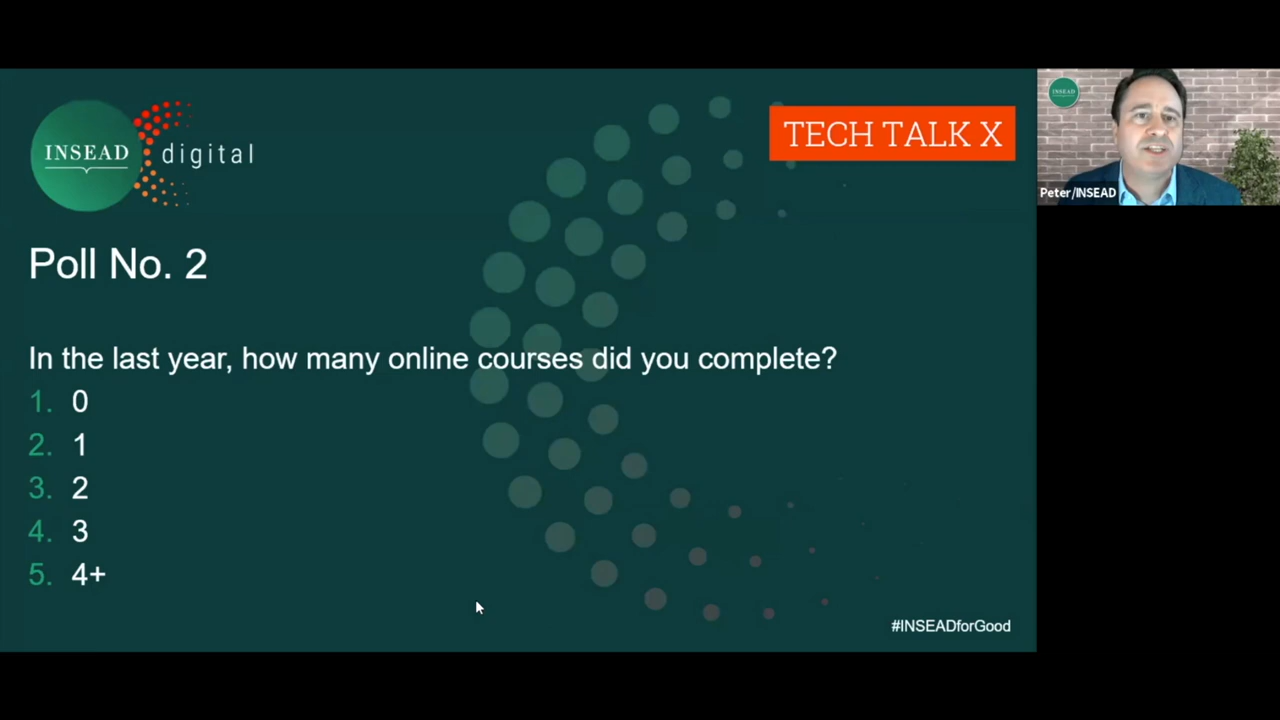 INSEAD
digital
TECH TALK X
INSEAD
Peter/INSEAD
Poll No. 2
In the last year, how many online courses did you complete?
1. 0
2. 1
3. 2
4. 3
5. 4+
#INSEADforGood